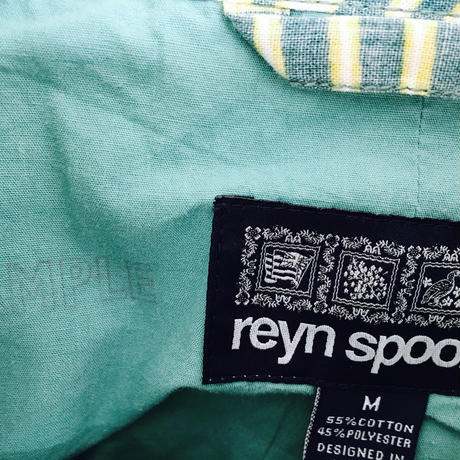 MPLE
reyn spoo
M
55% COTTON
45% POLYESTER
DESIGNED IN